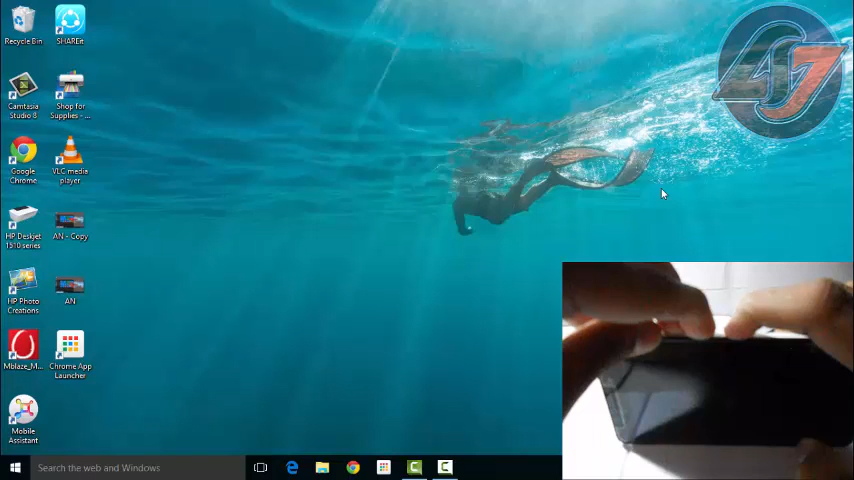 Recycle Bin
SHAREit
Camtasia
Studio 8
Shop for
Supplies - ...
Google
Chrome
VLC media
player
HP Deskjet
1510 series
AN - Copy
HP Photo
Creations
AN
Mblaze_M...
Chrome App
Launcher
Mobile
Assistant
Search the web and Windows